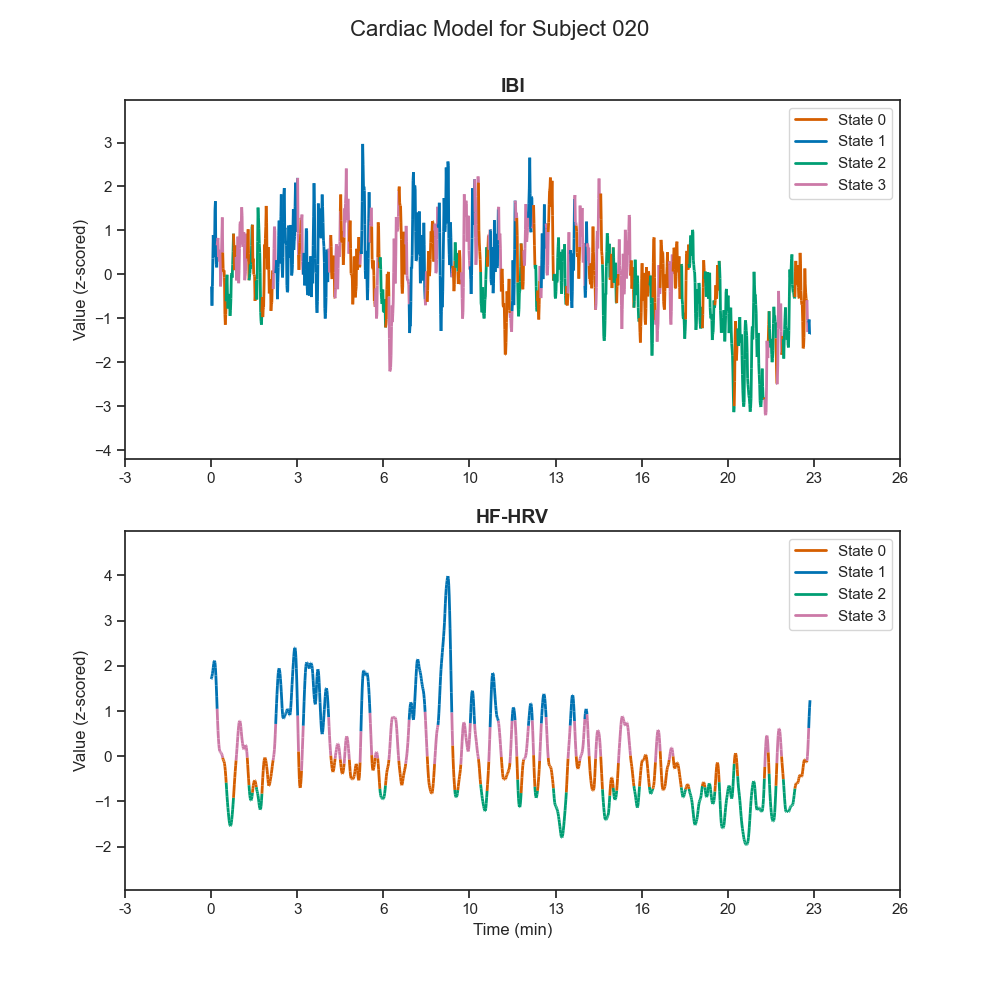 Cardiac Model for Subject 020
IBI
Value (z-scored)
3
2
1
0
−1
−2
−3
−4
-3 0 3 6 10 13 16 20 23 26
State 0
State 1
State 2
State 3
HF-HRV
Value (z-scored)
4
3
2
1
0
−1
−2
-3 0 3 6 10 13 16 20 23 26
State 0
State 1
State 2
State 3
Time (min)